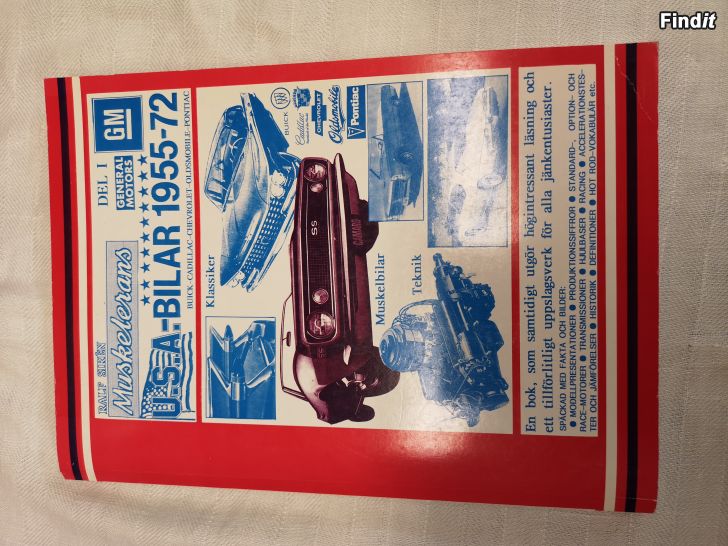 Findit
RALF SIRÉN
DEL I
Muskelerans
GM
GENERAL
MOTORS
U.S.A-BILAR 1955-72
BUICK-CADILLAC-CHEVROLET-OLDSMOBILE-PONTIAC
Klassiker
BUICK
Cadillac
CHEVROLET
Oldsmobile
Pontiac
SS
CAMARO
SS
Muskelbilar
Teknik
En bok, som samtidigt utgör högintressant läsning och
ett tillförlitligt uppslagsverk för alla jänkentusiaster.
SPÄCKAD MED FAKTA OCH BILDER:
● MODELLPRESENTATIONER ● PRODUKTIONSSIFFROR ● STANDARD-, OPTION- OCH
RACE-MOTORER ● TRANSMISSIONER ● HJULBASER ● RACING ● ACCELERATIONSTES-
TER OCH JÄMFÖRELSER ● HISTORIK ● DEFINITIONER ● HOT ROD-VOKABULÄR etc.